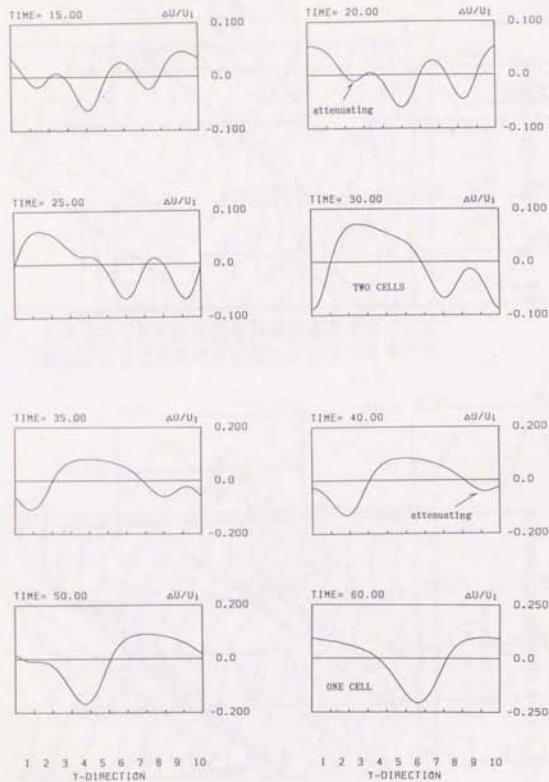 TIME= 15.00 ΔU/U1 0.100
0.0
-0.100
TIME= 20.00 ΔU/U1 0.100
0.0
attenuating
-0.100
TIME= 25.00 ΔU/U1 0.100
0.0
-0.100
TIME= 30.00 ΔU/U1 0.100
0.0
TWO CELLS
-0.100
TIME= 35.00 ΔU/U1 0.200
0.0
-0.200
TIME= 40.00 ΔU/U1 0.200
0.0
attenuating
-0.200
TIME= 50.00 ΔU/U1 0.200
0.0
-0.200
TIME= 60.00 ΔU/U1 0.250
0.0
ONE CELL
-0.250
1 2 3 4 5 6 7 8 9 10
T-DIRECTION
1 2 3 4 5 6 7 8 9 10
T-DIRECTION